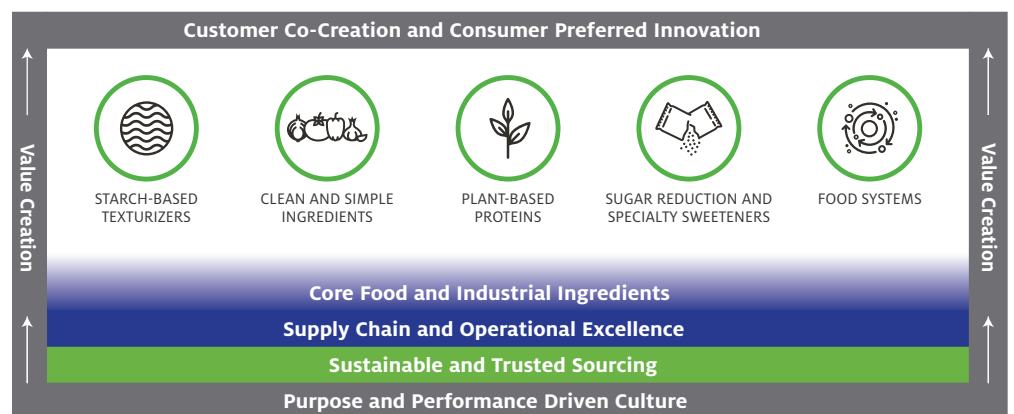 Customer Co-Creation and Consumer Preferred Innovation
Value Creation
Value Creation
STARCH-BASED
TEXTURIZERS
CLEAN AND SIMPLE
INGREDIENTS
PLANT-BASED
PROTEINS
SUGAR REDUCTION AND
SPECIALTY SWEETENERS
FOOD SYSTEMS
Core Food and Industrial Ingredients
Supply Chain and Operational Excellence
Sustainable and Trusted Sourcing
Purpose and Performance Driven Culture